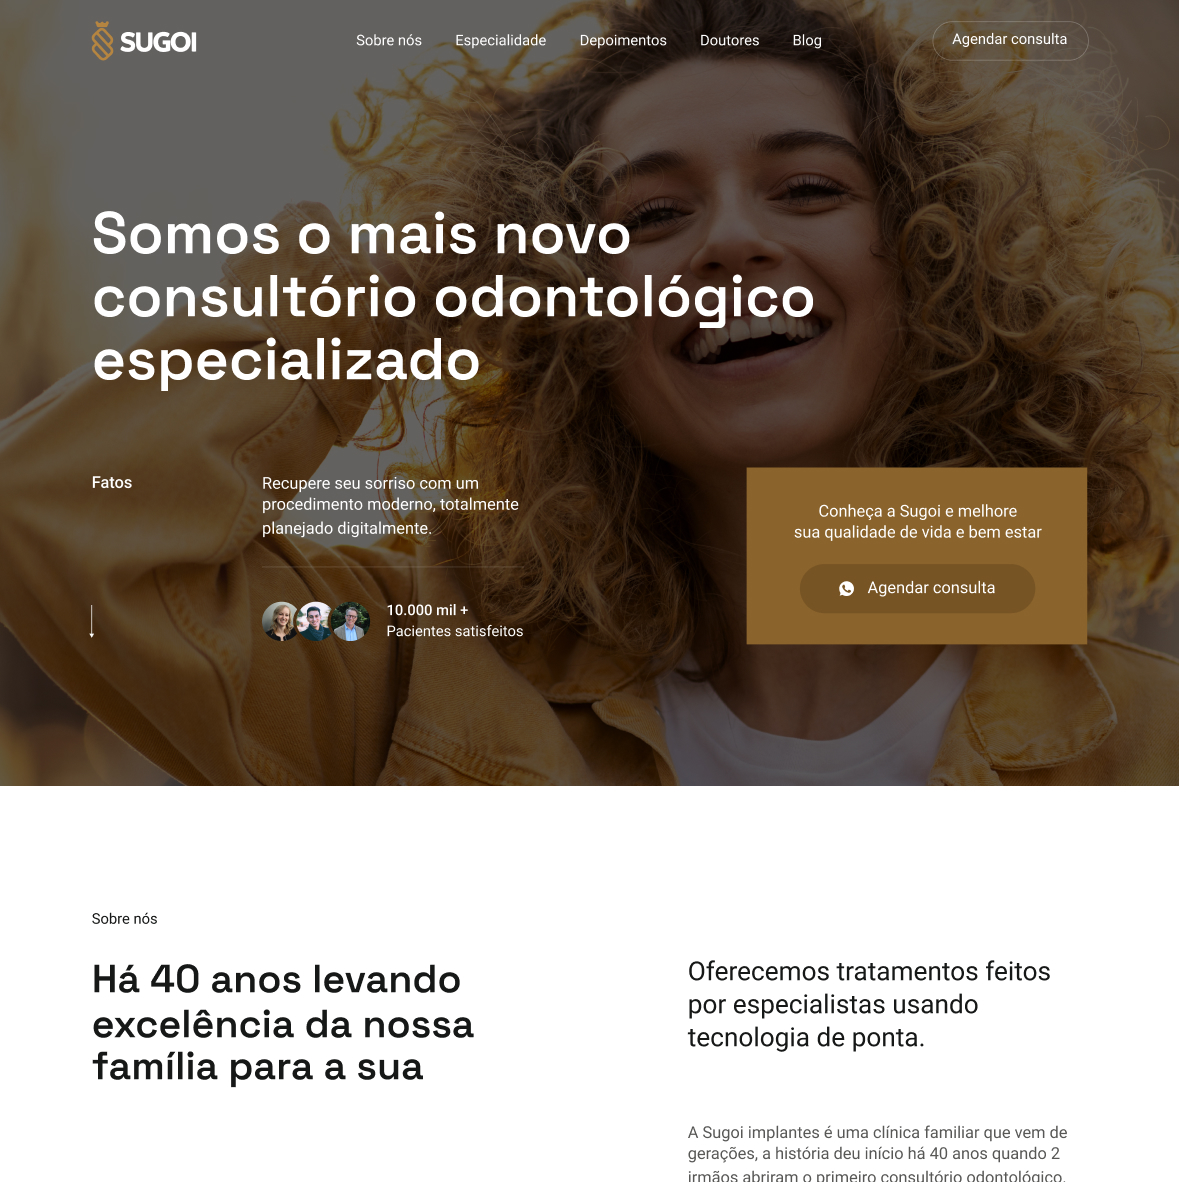 SUGOI
Sobre nós
Especialidade
Depoimentos
Doutores
Blog
Agendar consulta
Somos o mais novo
consultório odontológico
especializado
Fatos
Recupere seu sorriso com um
procedimento moderno, totalmente
planejado digitalmente.
10.000 mil +
Pacientes satisfeitos
Conheça a Sugoi e melhore
sua qualidade de vida e bem estar
Agendar consulta
Sobre nós
Há 40 anos levando
excelência da nossa
família para a sua
Oferecemos tratamentos feitos
por especialistas usando
tecnologia de ponta.
A Sugoi implantes é uma clínica familiar que vem de
gerações, a história deu início há 40 anos quando 2
irmãos abriram o primeiro consultório odontológico.